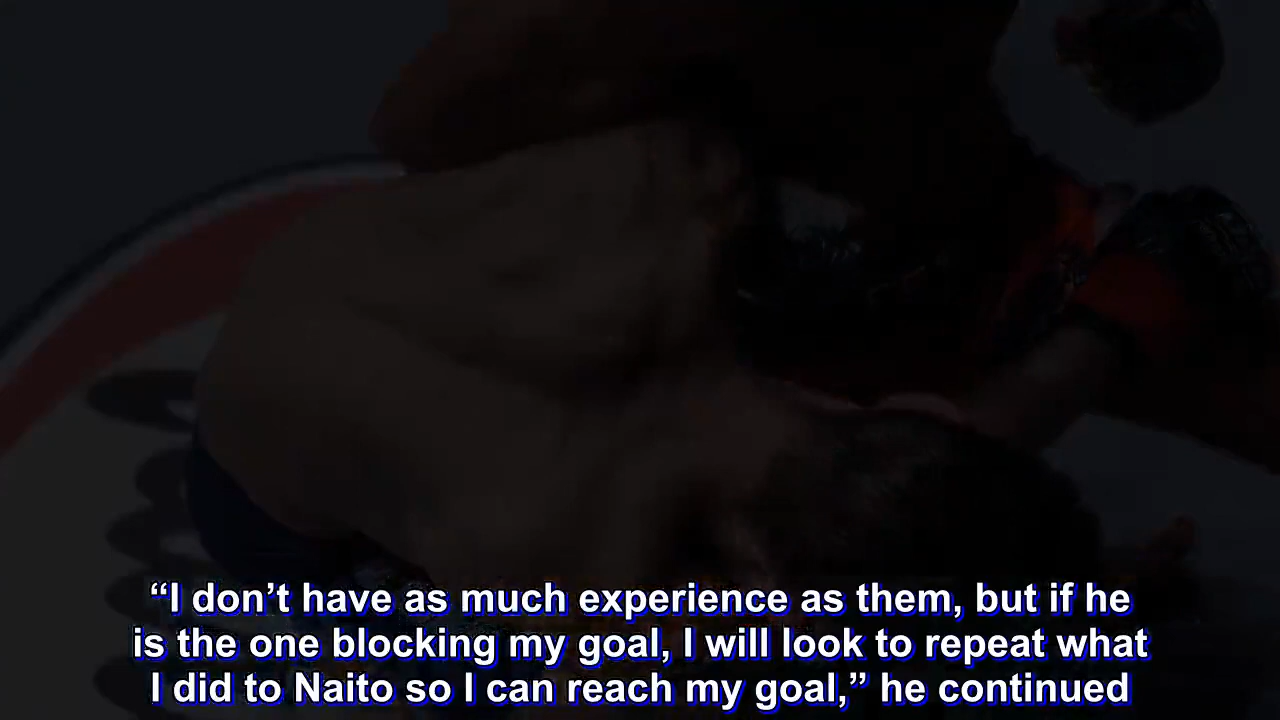 “I don’t have as much experience as them, but if he
is the one blocking my goal, I will look to repeat what
I did to Naito so I can reach my goal,” he continued